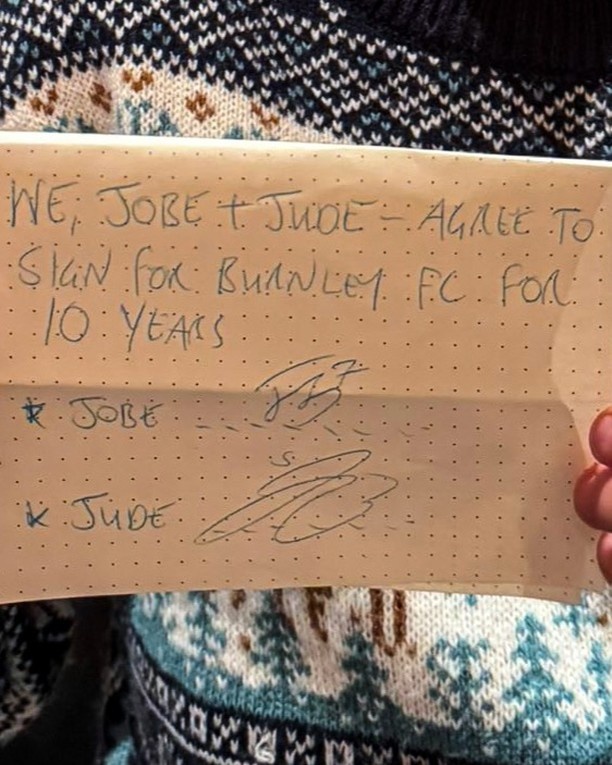 WE, JOBE + JUDE - AGREE TO
SIGN FOR BURNLEY FC FOR
10 YEARS
* JOBE
* JUDE